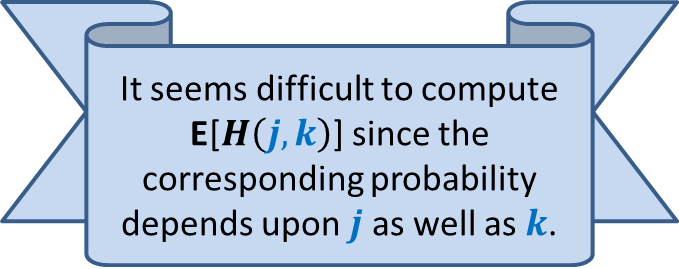 It seems difficult to compute
E[H(j, k)] since the
corresponding probability
depends upon j as well as k.